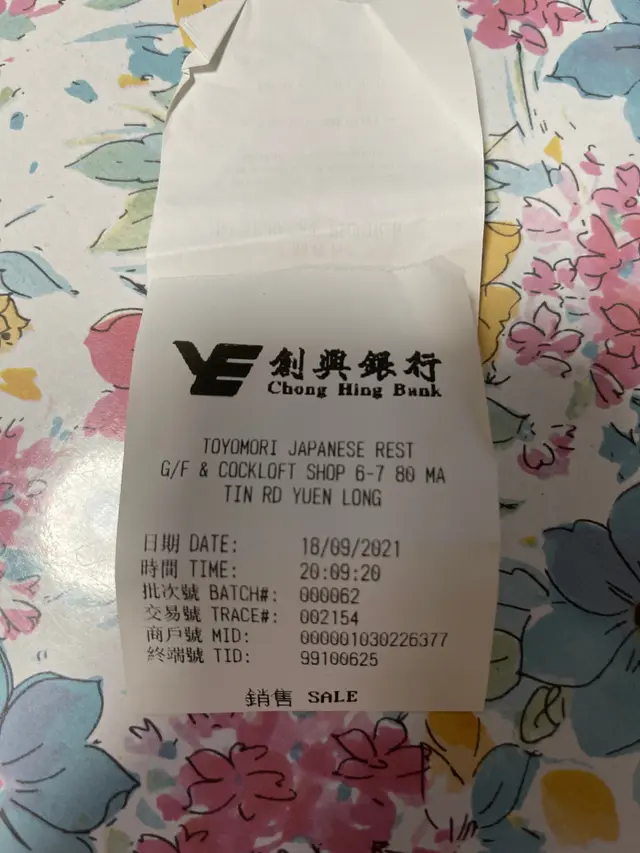 創興銀行
Chong Hing Bank
TOYOMORI JAPANESE REST
G/F & COCKLOFT SHOP 6-7 80 MA
TIN RD YUEN LONG
日期 DATE: 18/09/2021
時間 TIME: 20:09:20
批次號 BATCH#: 000062
交易號 TRACE#: 002154
商戶號 MID: 000001030226377
終端號 TID: 99100625
銷售 SALE